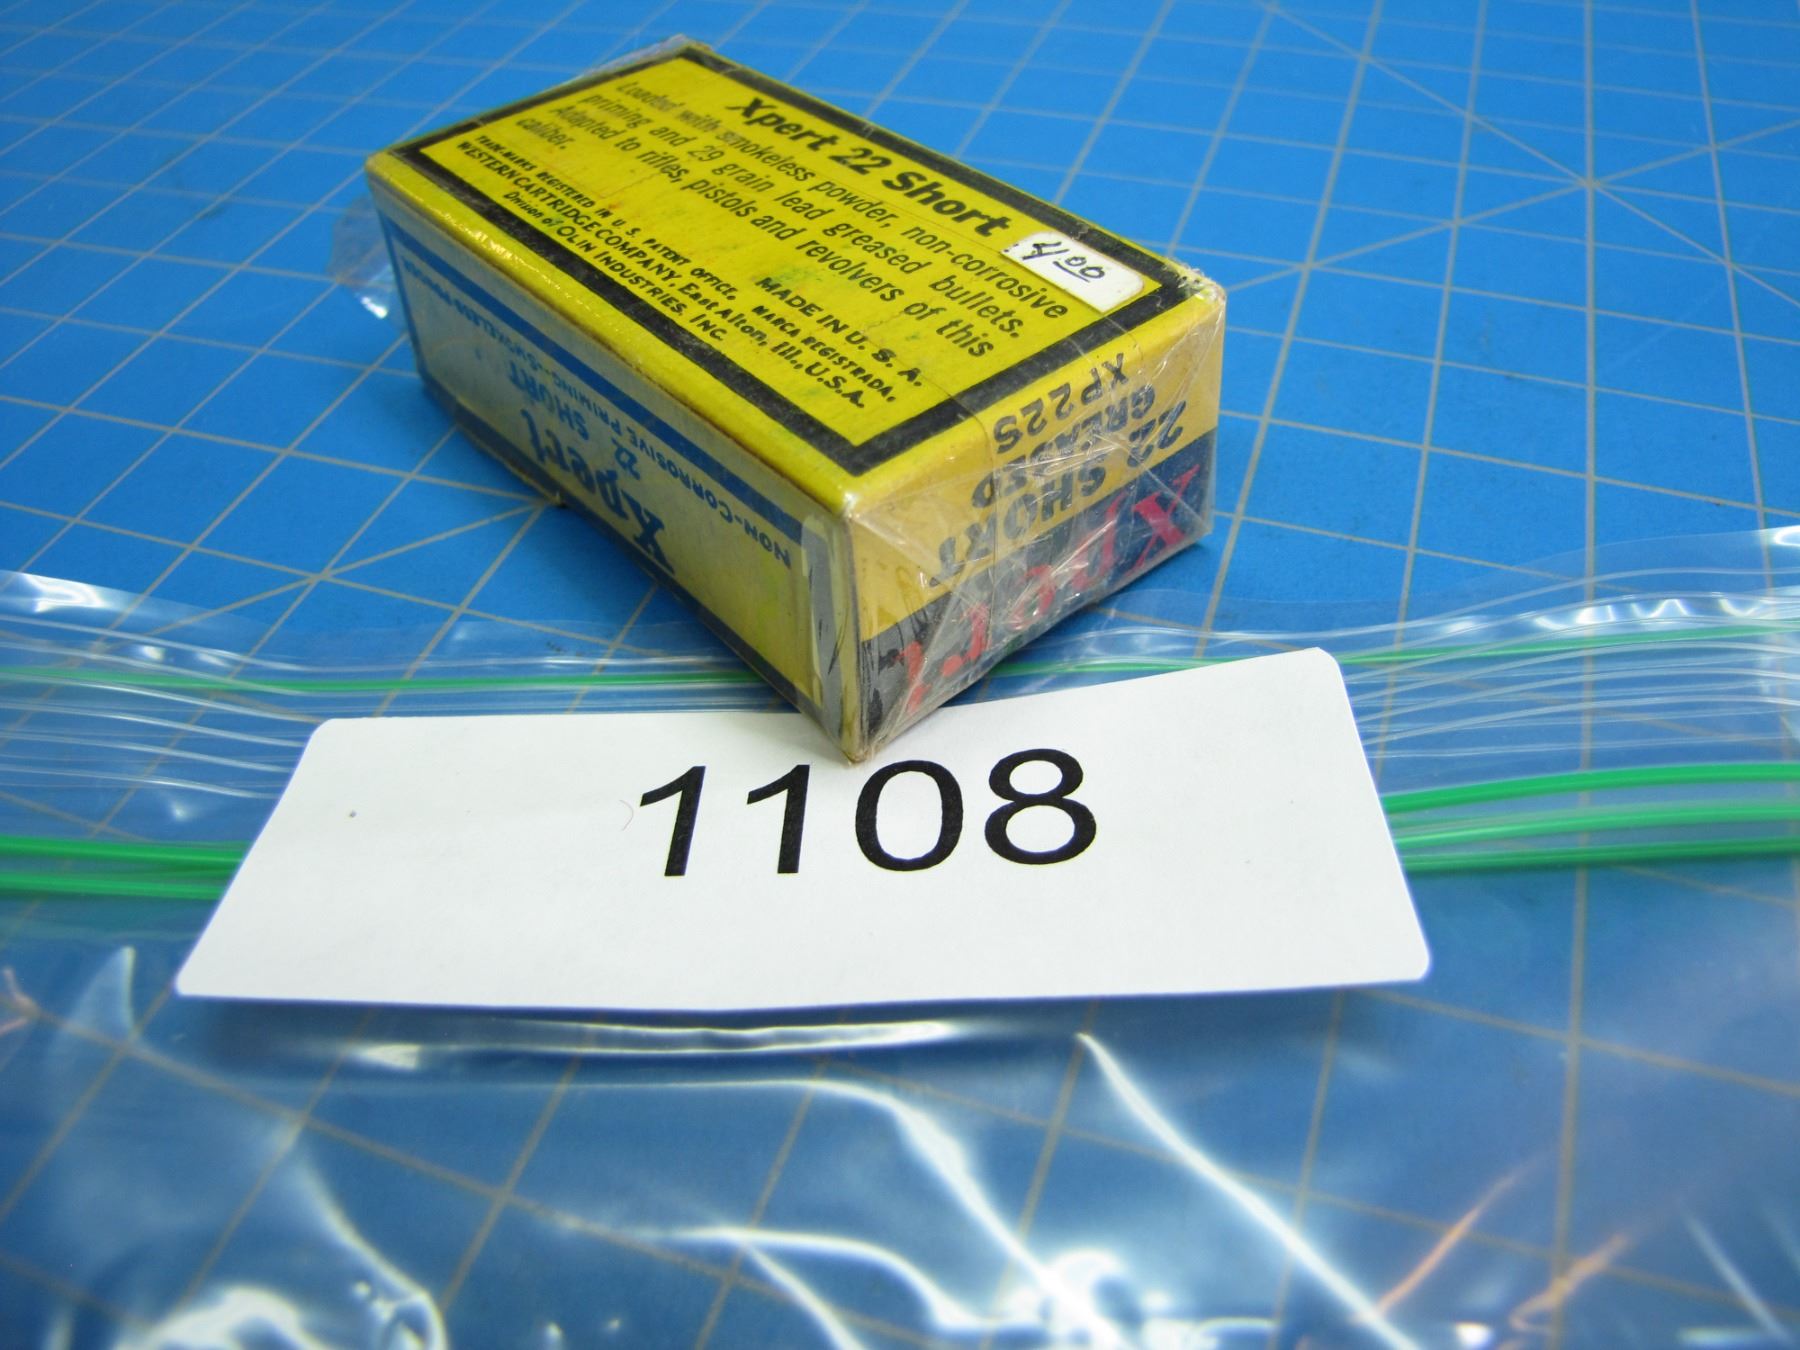 Xpert 22 Short
4.00
Loaded with smokeless powder, non-corrosive
priming and 29 grain lead greased bullets.
Adapted to rifles, pistols and revolvers of this
caliber.
MADE IN U. S. A.
TRADE-MARKS REGISTERED IN U. S. PATENT OFFICE. MARCA REGISTRADA.
WESTERN CARTRIDGE COMPANY, East Alton, Ill., U.S.A.
Division of OLIN INDUSTRIES, INC.
XP22S
GREASED
22 SHORT
Xpert
Xpert
22 SHORT
NON-CORROSIVE PRIMING-SMOKELESS
1108